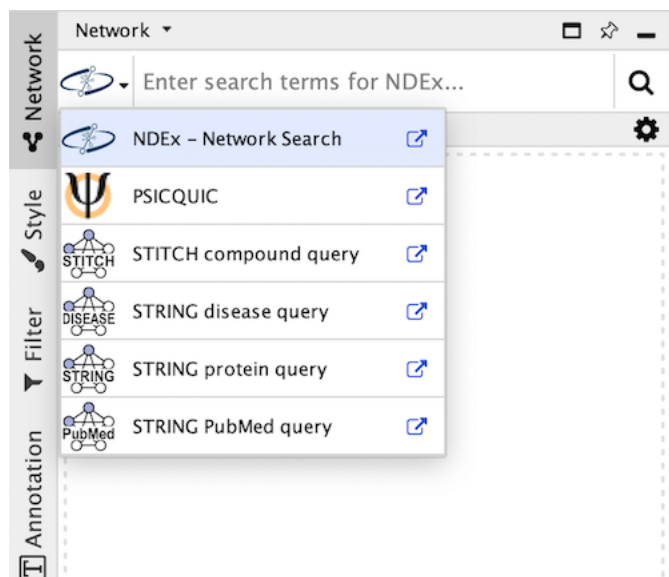 Network
Network
Enter search terms for NDEx...
NDEx – Network Search
PSICQUIC
STITCH
STITCH compound query
DISEASE
STRING disease query
STRING
STRING protein query
PubMed
STRING PubMed query
Style
Filter
Annotation
T